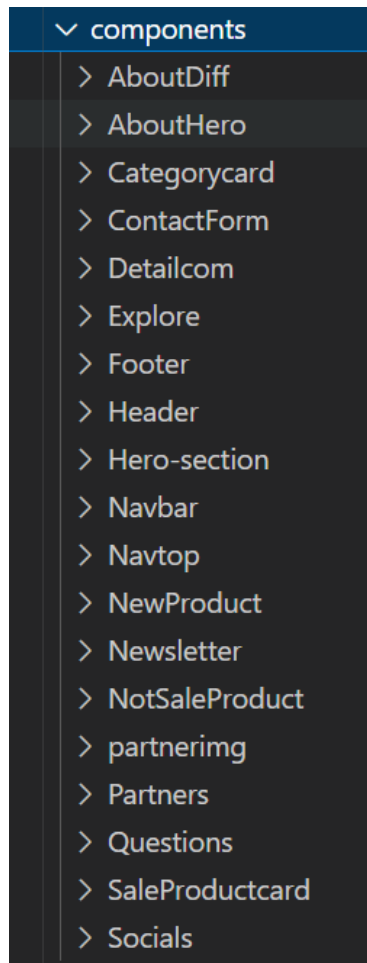 components
AboutDiff
AboutHero
Categorycard
ContactForm
Detailcom
Explore
Footer
Header
Hero-section
Navbar
Navtop
NewProduct
Newsletter
NotSaleProduct
partnerimg
Partners
Questions
SaleProductcard
Socials